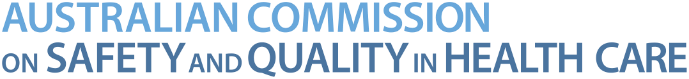 AUSTRALIAN COMMISSION
ON SAFETY AND QUALITY IN HEALTH CARE